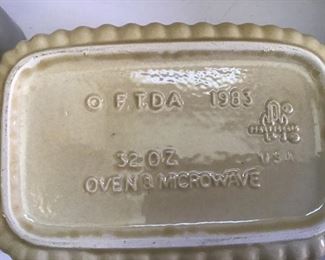 © F.T.D.A 1983
32 OZ U.S.A
OVEN & MICROWAVE